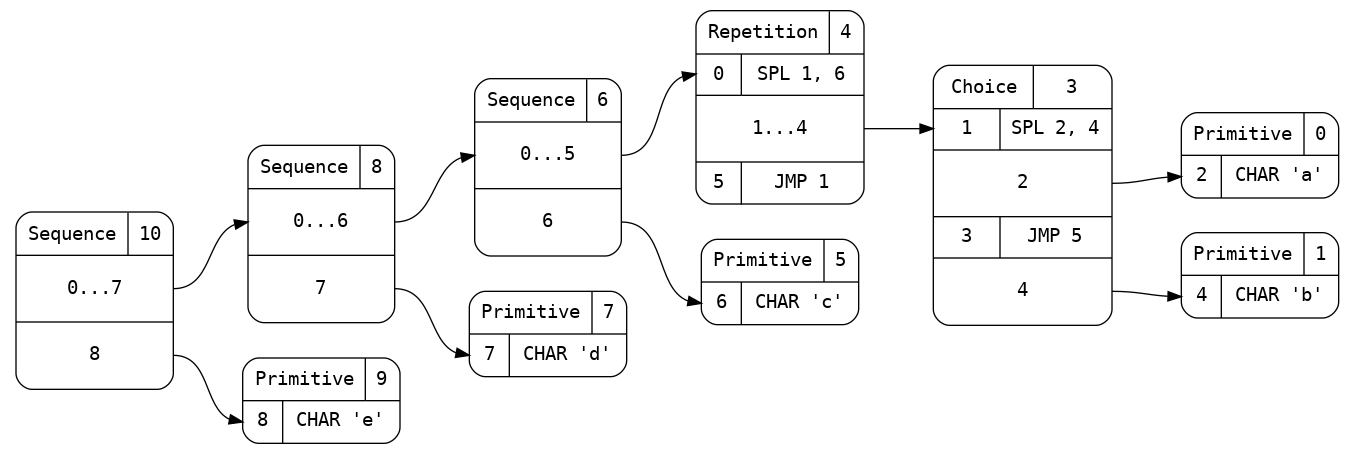 Sequence 10
0...7
8
Sequence 8
0...6
7
Primitive 9
8 CHAR 'e'
Sequence 6
0...5
6
Primitive 7
7 CHAR 'd'
Repetition 4
0 SPL 1, 6
1...4
5 JMP 1
Primitive 5
6 CHAR 'c'
Choice 3
1 SPL 2, 4
2
3 JMP 5
4
Primitive 0
2 CHAR 'a'
Primitive 1
4 CHAR 'b'